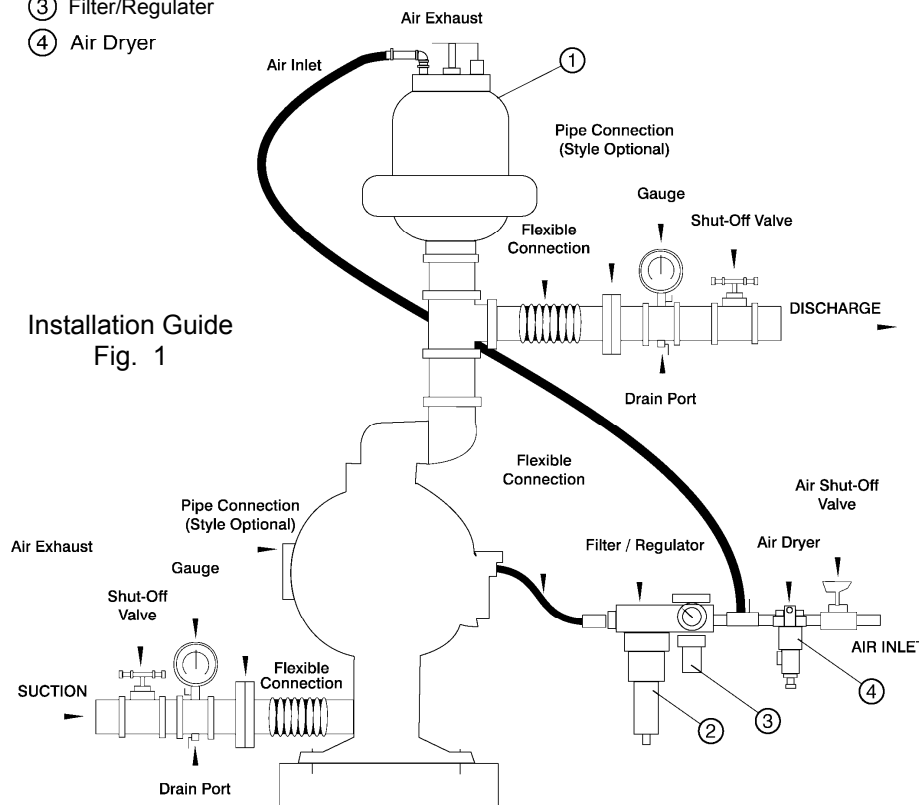 ③ Filter/Regulater
④ Air Dryer
Air Exhaust
Air Inlet
①
Pipe Connection
(Style Optional)
Gauge
Shut-Off Valve
Flexible
Connection
DISCHARGE
Installation Guide
Fig. 1
Drain Port
Flexible
Connection
Air Shut-Off
Valve
Pipe Connection
(Style Optional)
Filter / Regulator
Air Dryer
Air Exhaust
Gauge
Shut-Off
Valve
AIR INLET
Flexible
Connection
SUCTION
②
③
④
Drain Port